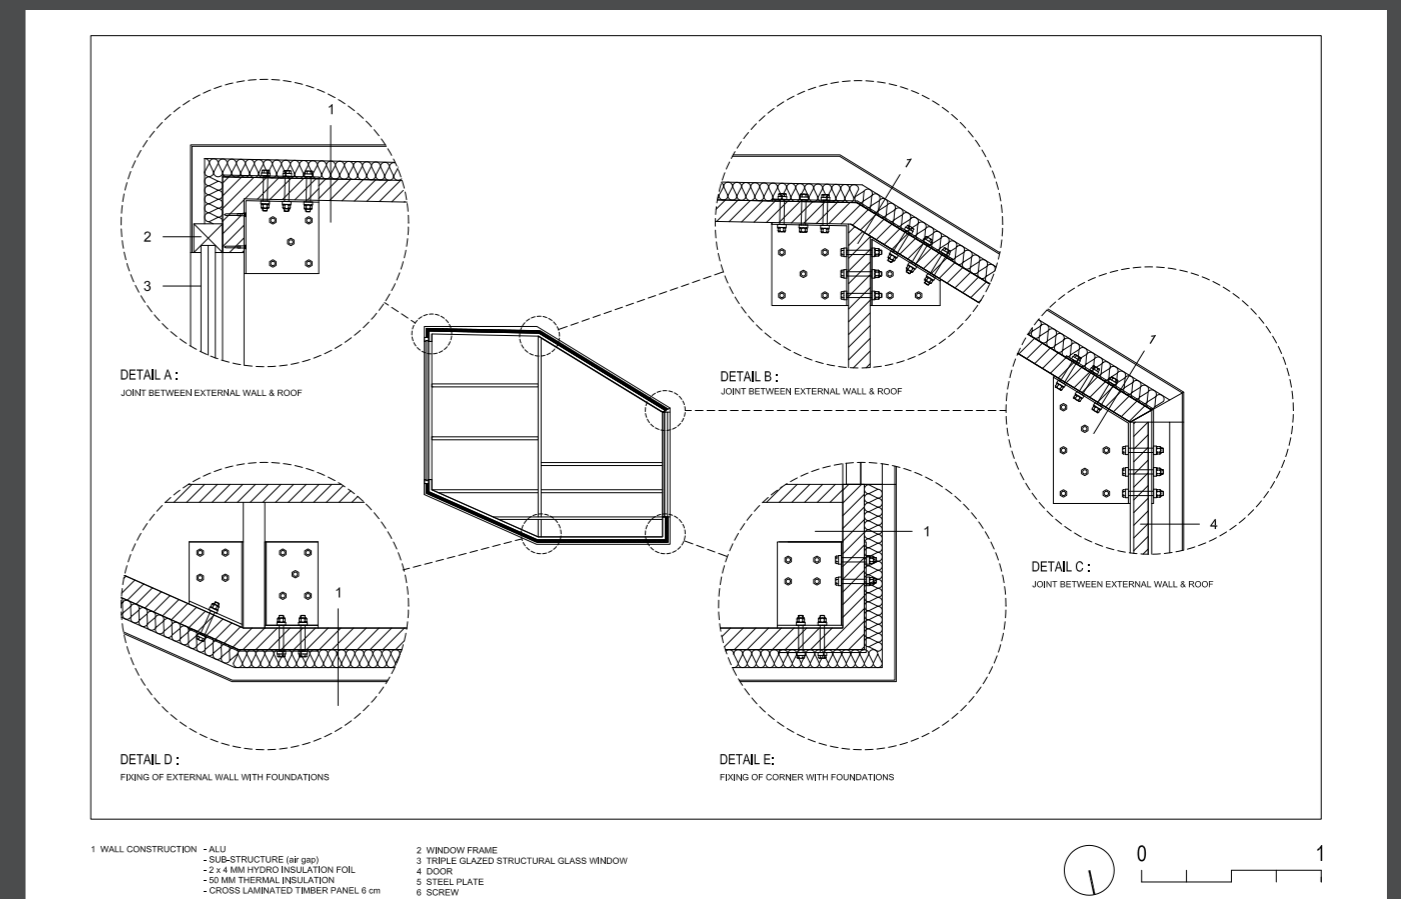 1
2
3
DETAIL A :
JOINT BETWEEN EXTERNAL WALL & ROOF
1
DETAIL B :
JOINT BETWEEN EXTERNAL WALL & ROOF
1
4
DETAIL C :
JOINT BETWEEN EXTERNAL WALL & ROOF
1
DETAIL D :
FIXING OF EXTERNAL WALL WITH FOUNDATIONS
1
DETAIL E:
FIXING OF CORNER WITH FOUNDATIONS
1 WALL CONSTRUCTION - ALU
- SUB-STRUCTURE (air gap)
- 2 x 4 MM HYDRO INSULATION FOIL
- 50 MM THERMAL INSULATION
- CROSS LAMINATED TIMBER PANEL 6 cm
2 WINDOW FRAME
3 TRIPLE GLAZED STRUCTURAL GLASS WINDOW
4 DOOR
5 STEEL PLATE
6 SCREW
0 1